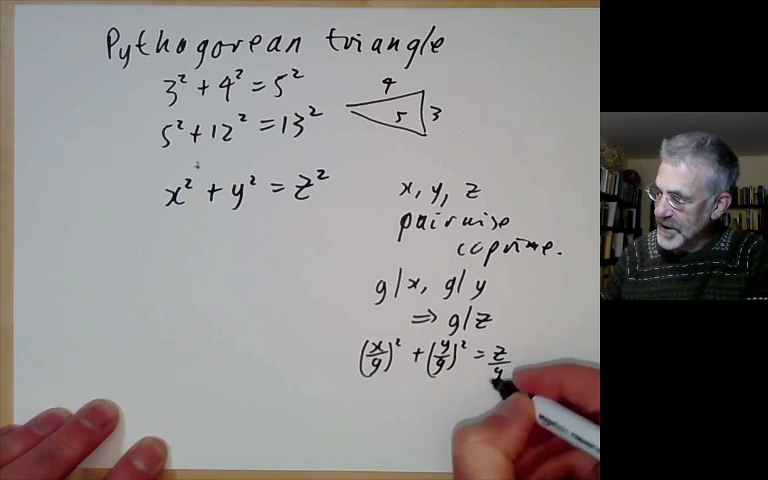 Pythagorean triangle
3² + 4² = 5²
4
3
5
5² + 12² = 13²
x² + y² = z²
x, y, z
pairwise
coprime.
g|x, g|y
⇒ g|z
(x/g)² + (y/g)² = z/g